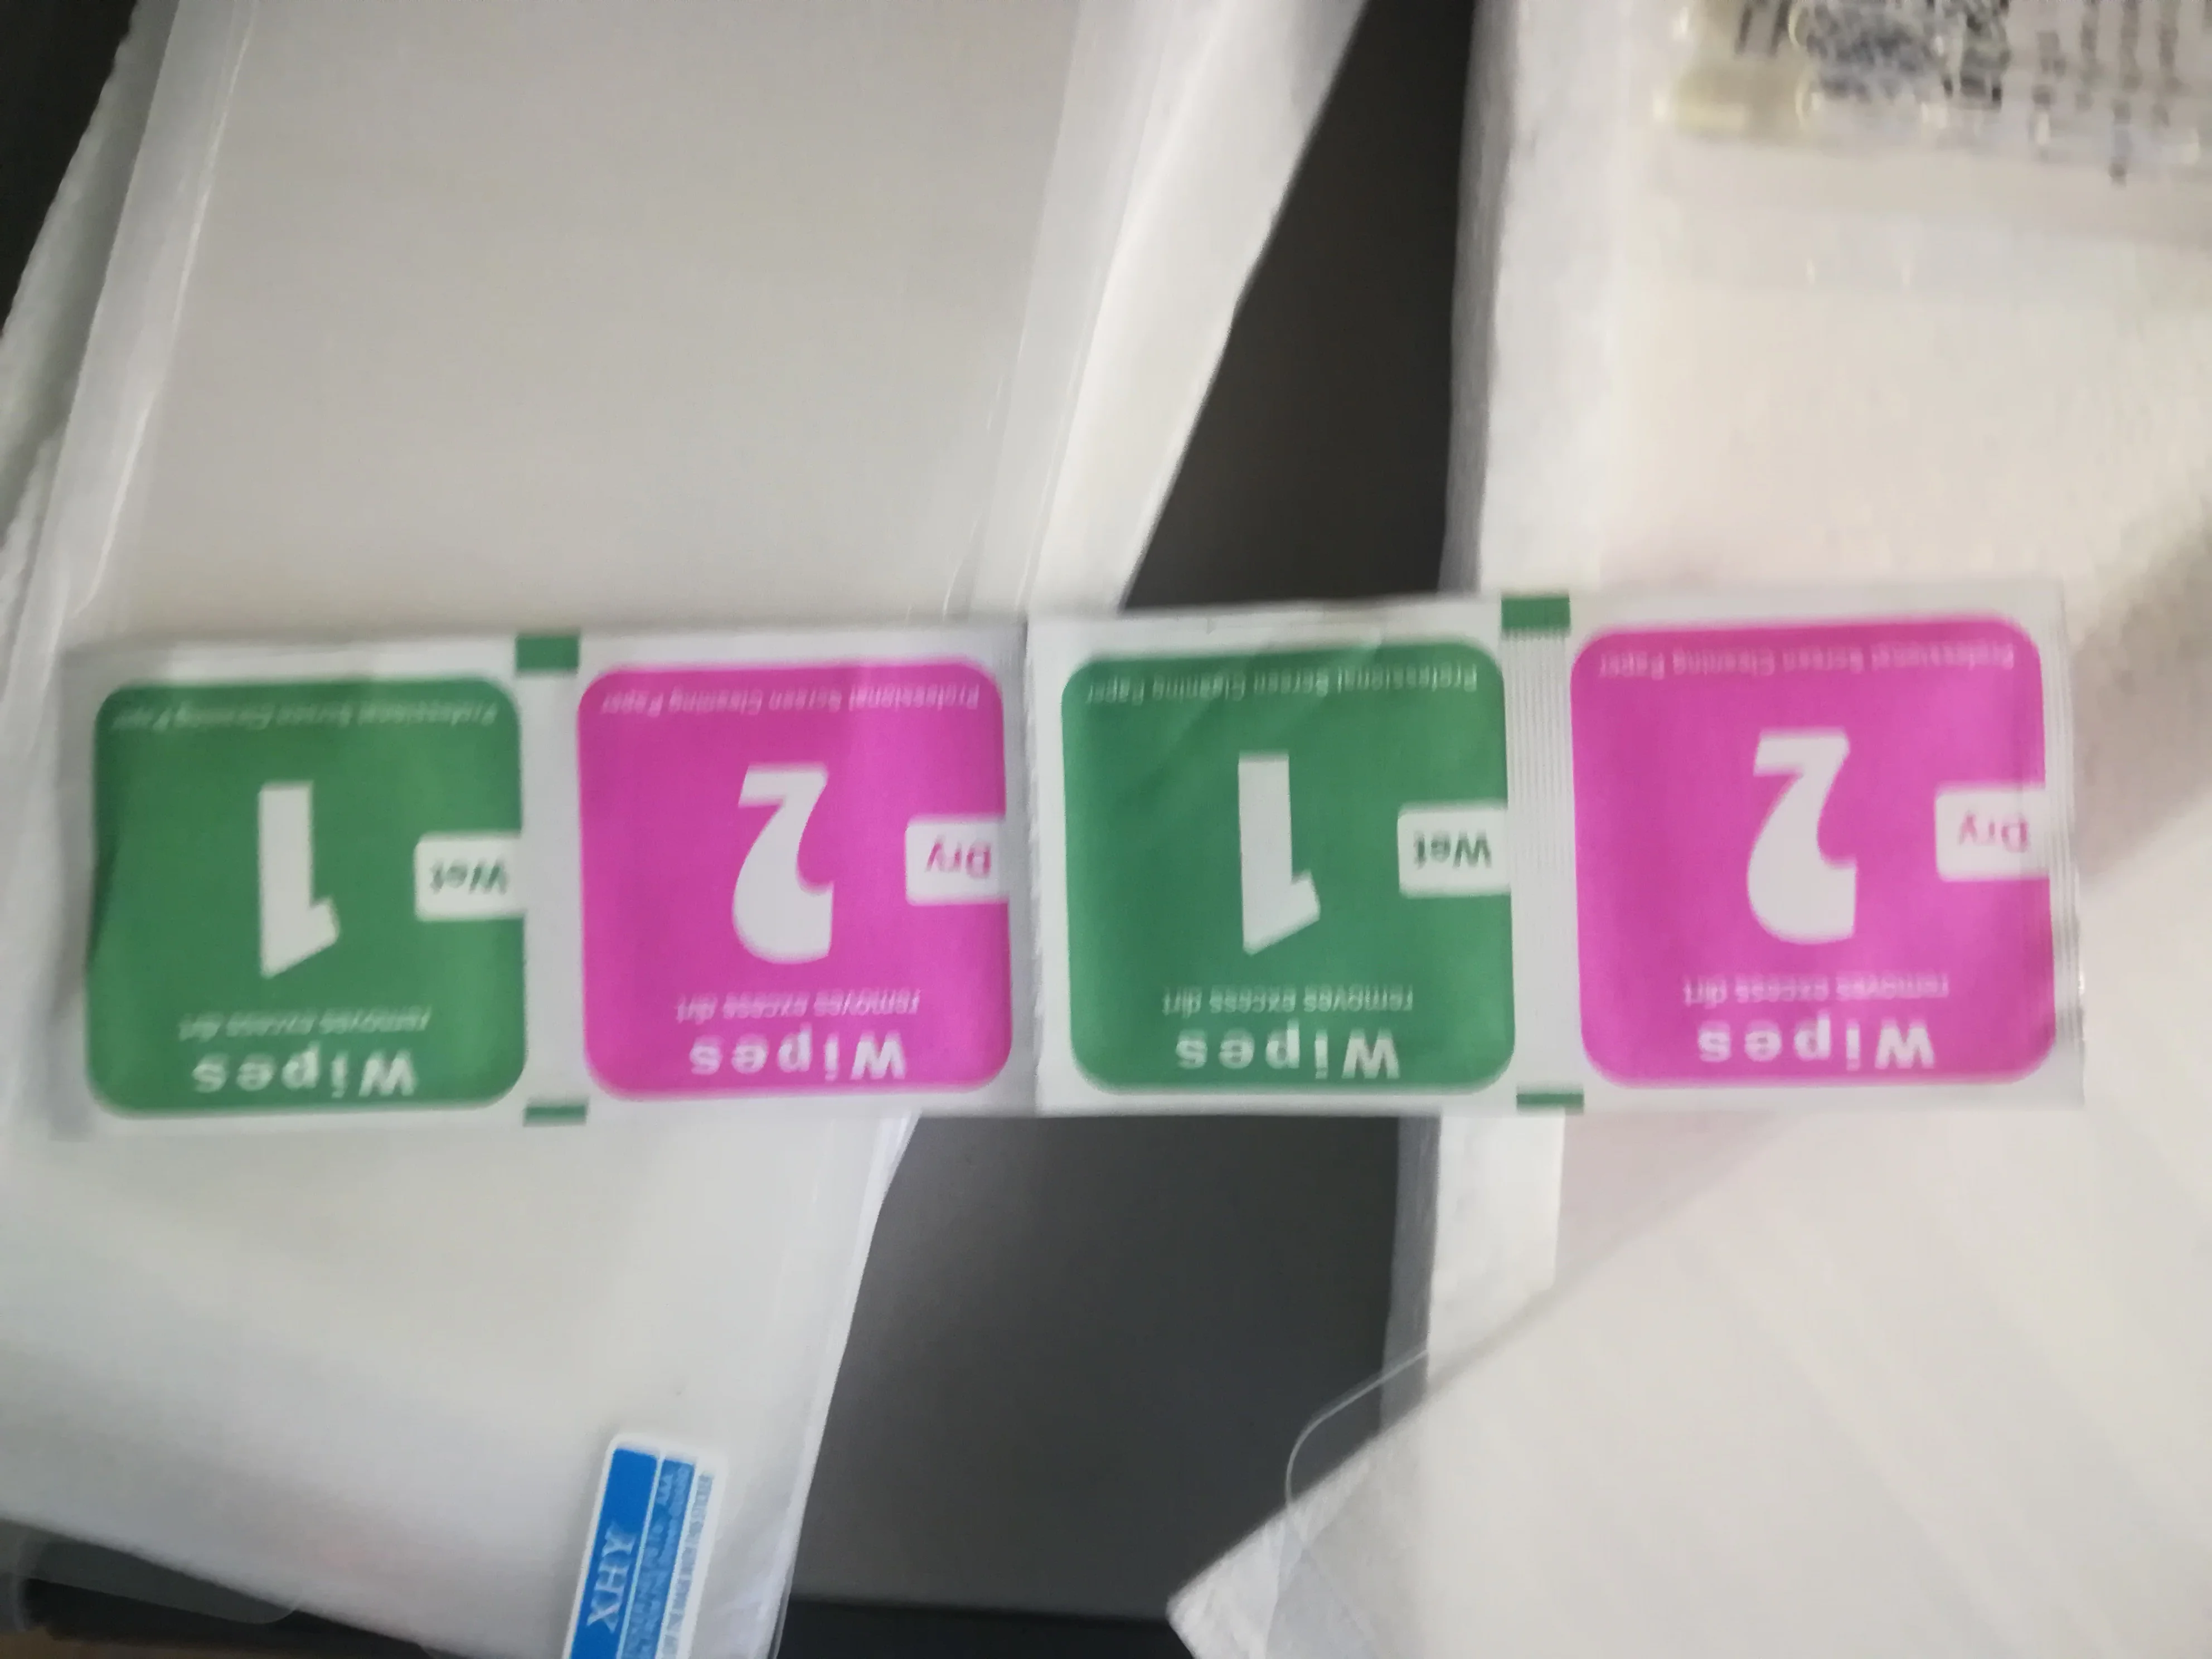 Wipes
removes excess dirt
Dry
2
Professional Screen Cleaning Paper
Wipes
removes excess dirt
Wet
1
Professional Screen Cleaning Paper
Wipes
removes excess dirt
Dry
2
Professional Screen Cleaning Paper
Wipes
removes excess dirt
Wet
1
Professional Screen Cleaning Paper
XHX